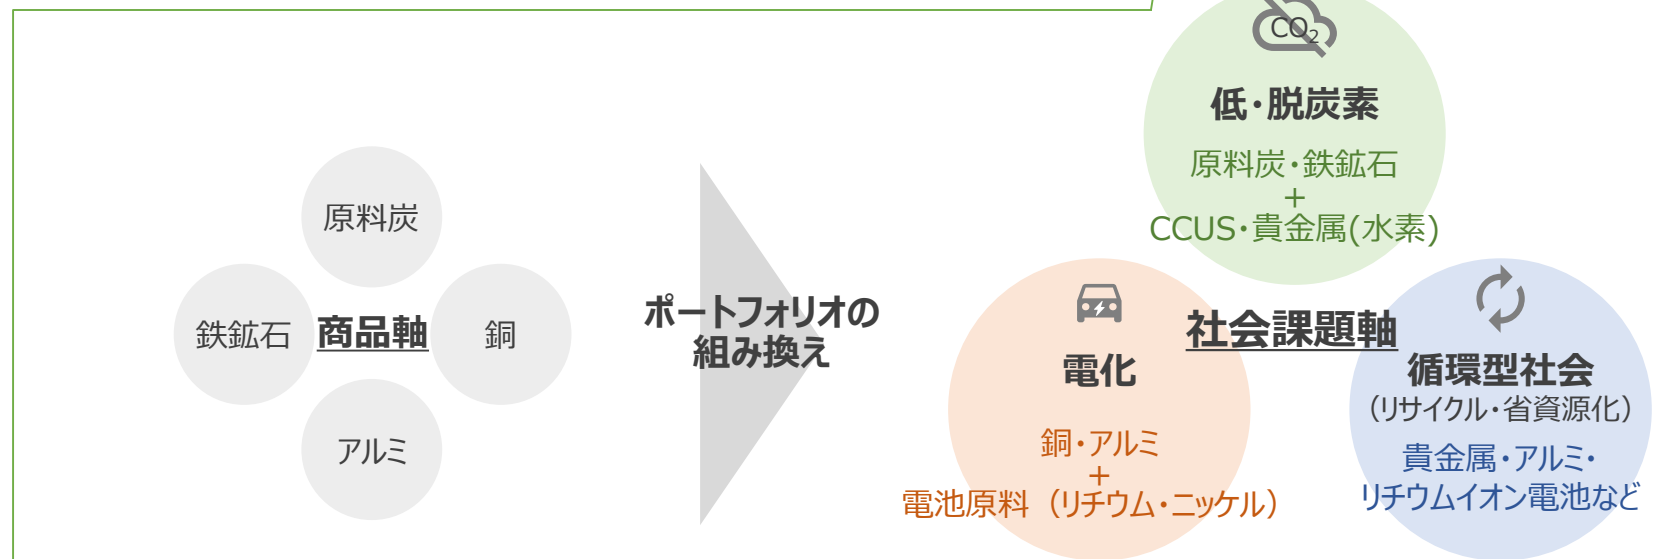 原料炭
鉄鉱石
商品軸
銅
アルミ
ポートフォリオの
組み換え
CO₂
低・脱炭素
原料炭・鉄鉱石
+
CCUS・貴金属(水素)
社会課題軸
電化
銅・アルミ
+
電池原料（リチウム・ニッケル）
循環型社会
（リサイクル・省資源化）
貴金属・アルミ・
リチウムイオン電池など